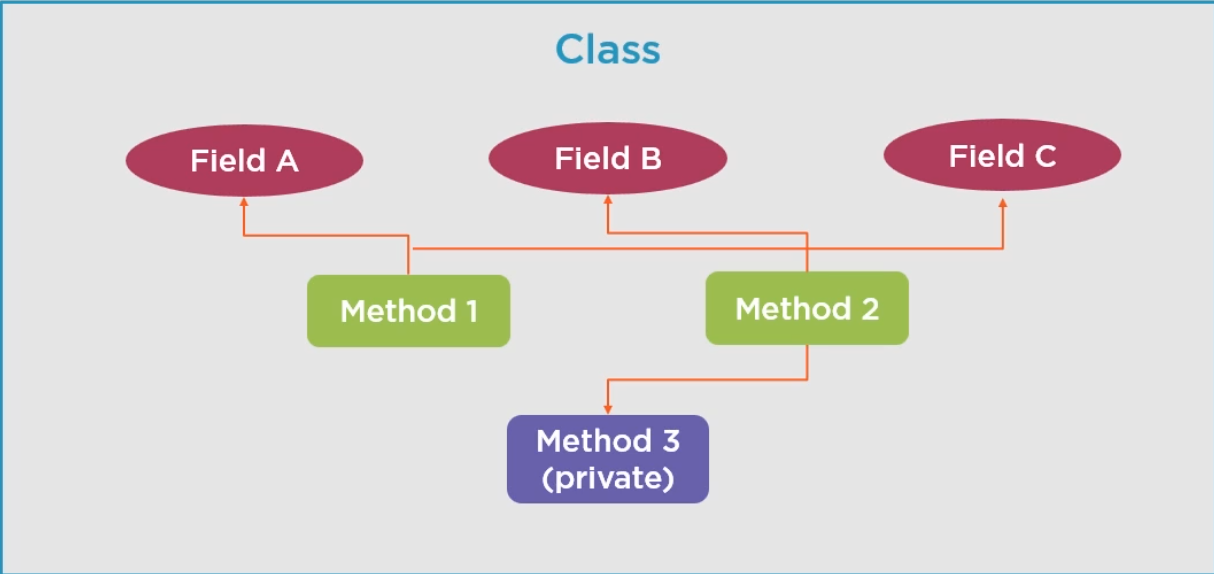 Class
Field A
Field B
Field C
Method 1
Method 2
Method 3
(private)